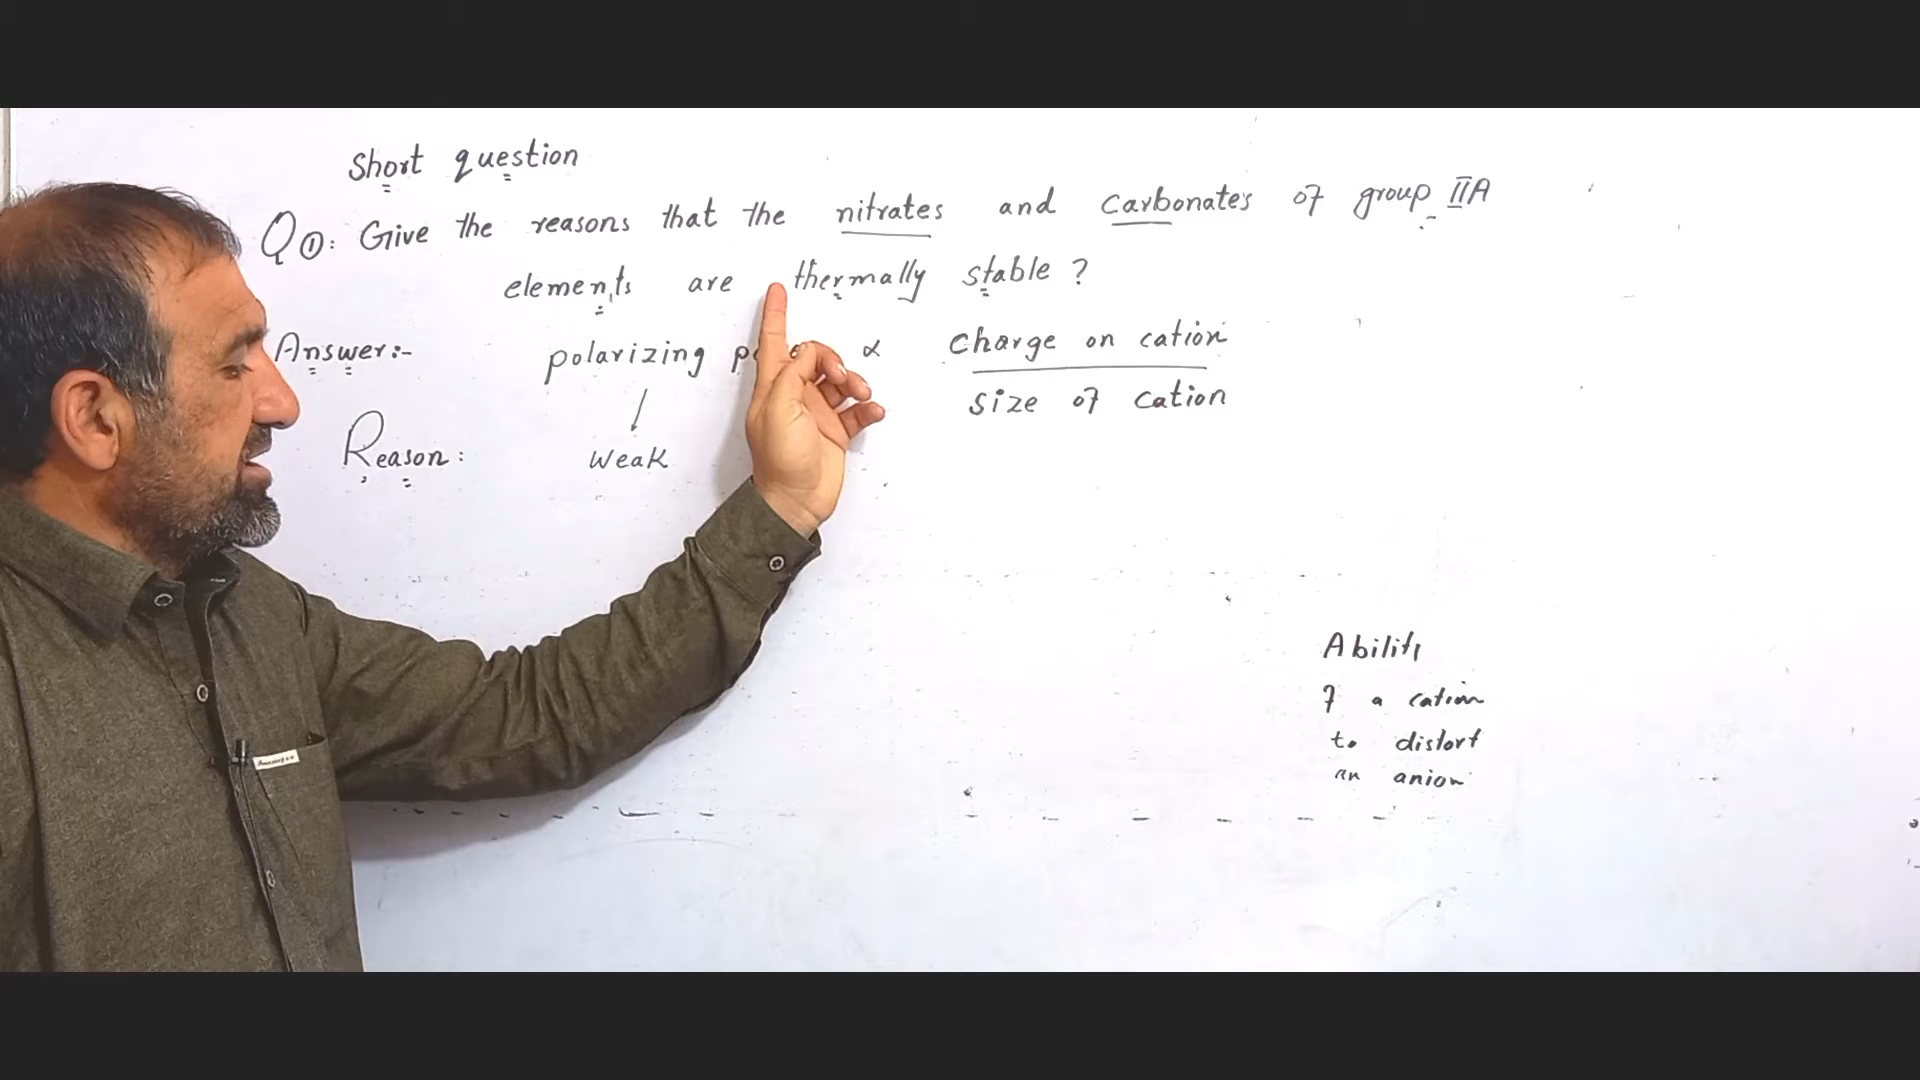 Short question
Q①: Give the reasons that the nitrates and carbonates of group IIA
elements are thermally stable?
Answer:- polarizing ∝ charge on cation
size of cation
Reason: weak
Ability
of a cation
to distort
an anion